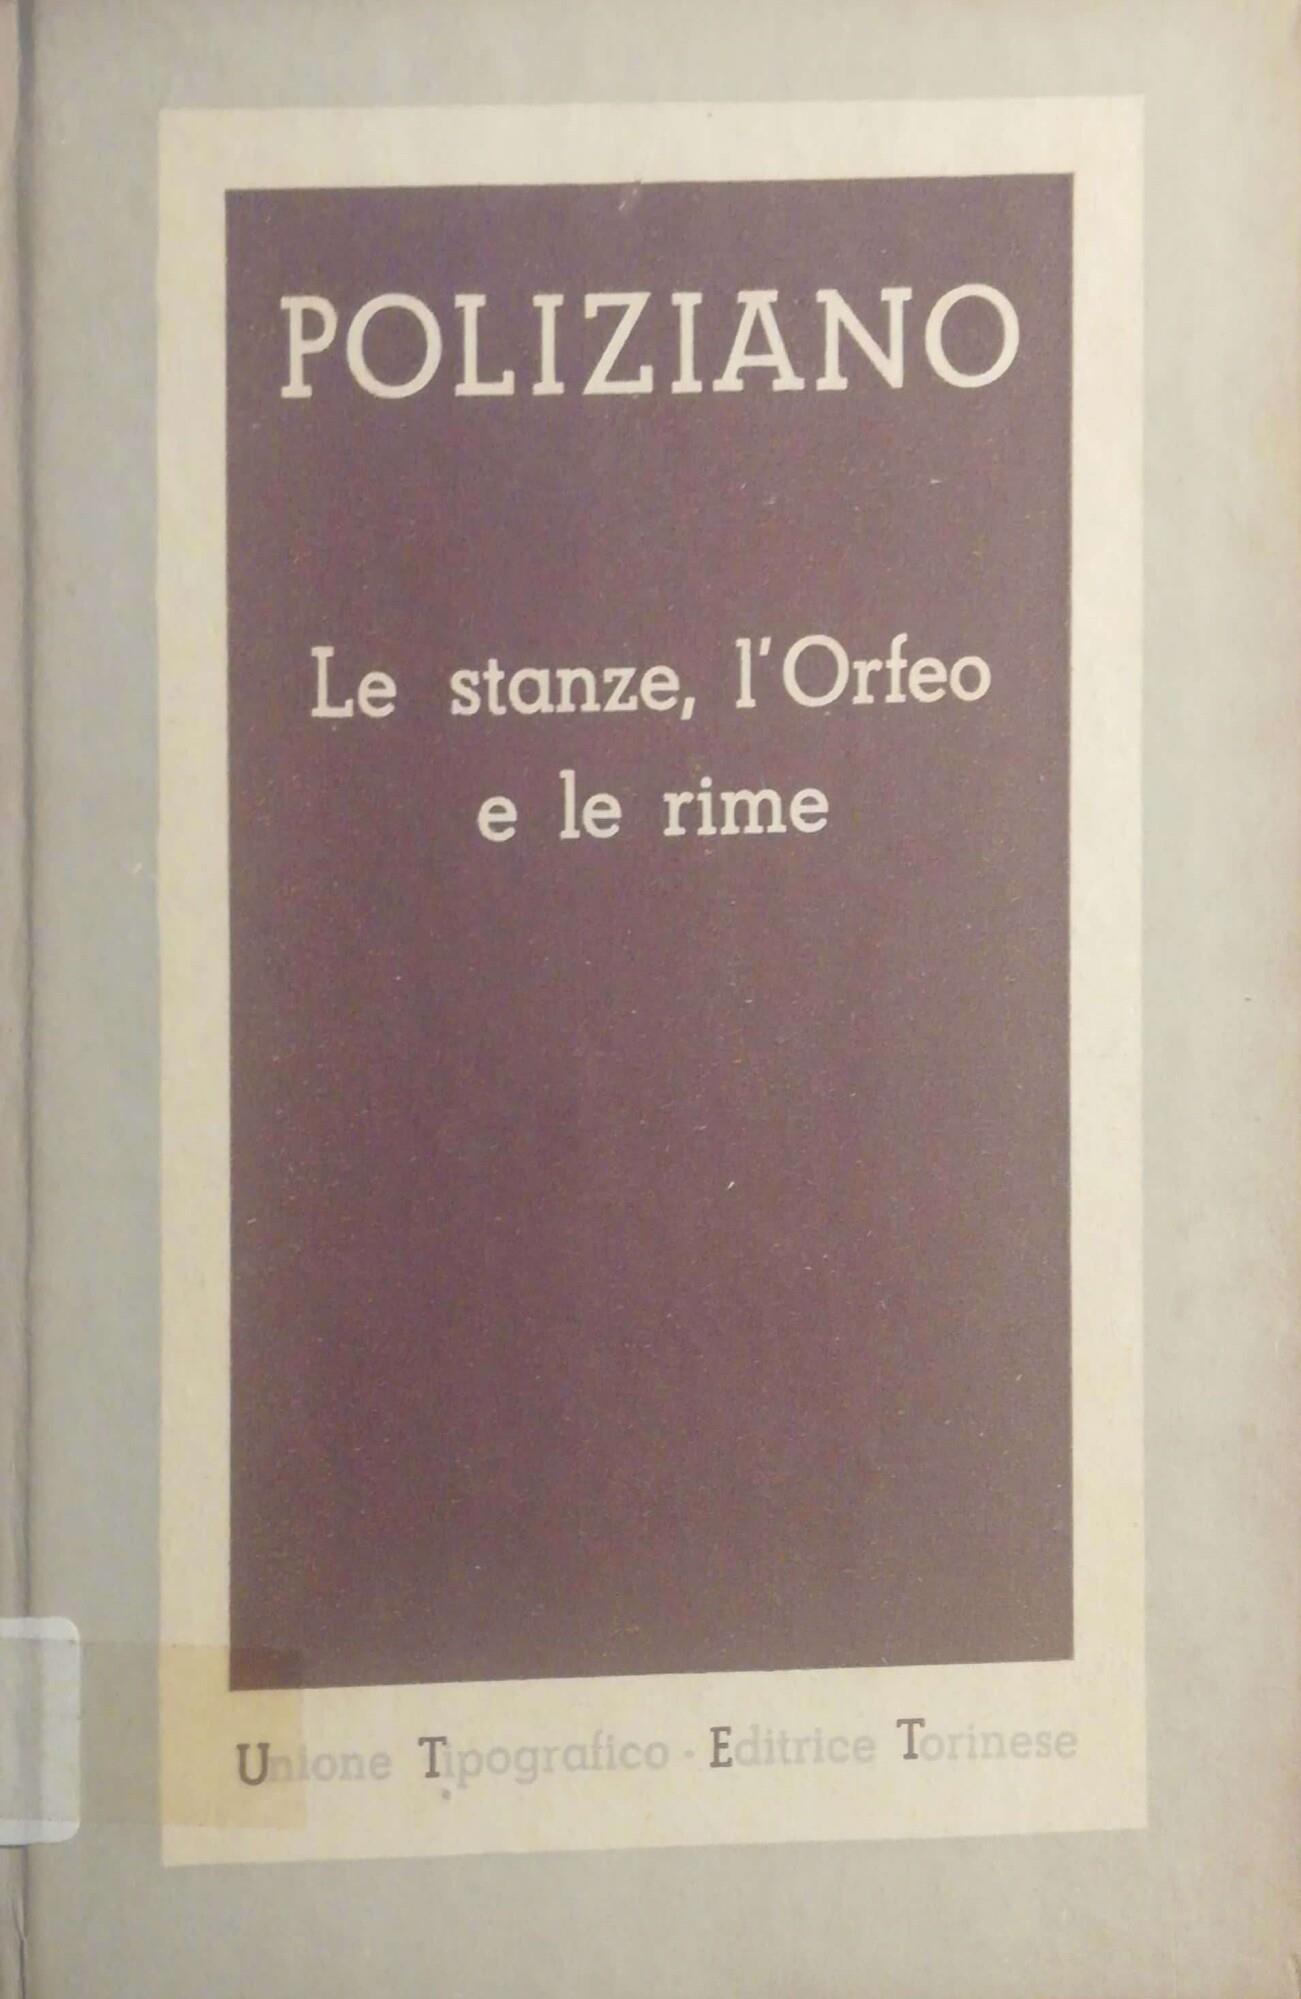 POLIZIANO
Le stanze, l'Orfeo
e le rime
Unione Tipografico - Editrice Torinese